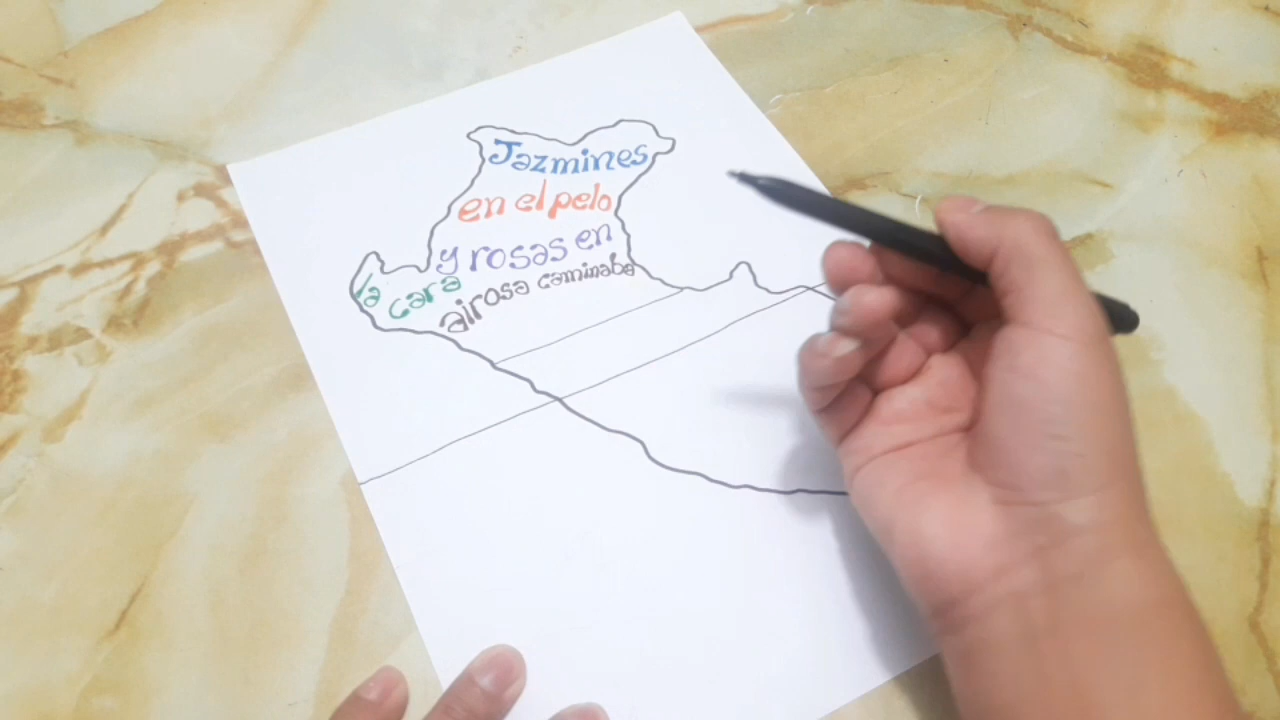 Jazmines
en el pelo
y rosas en
la cara
airosa caminaba